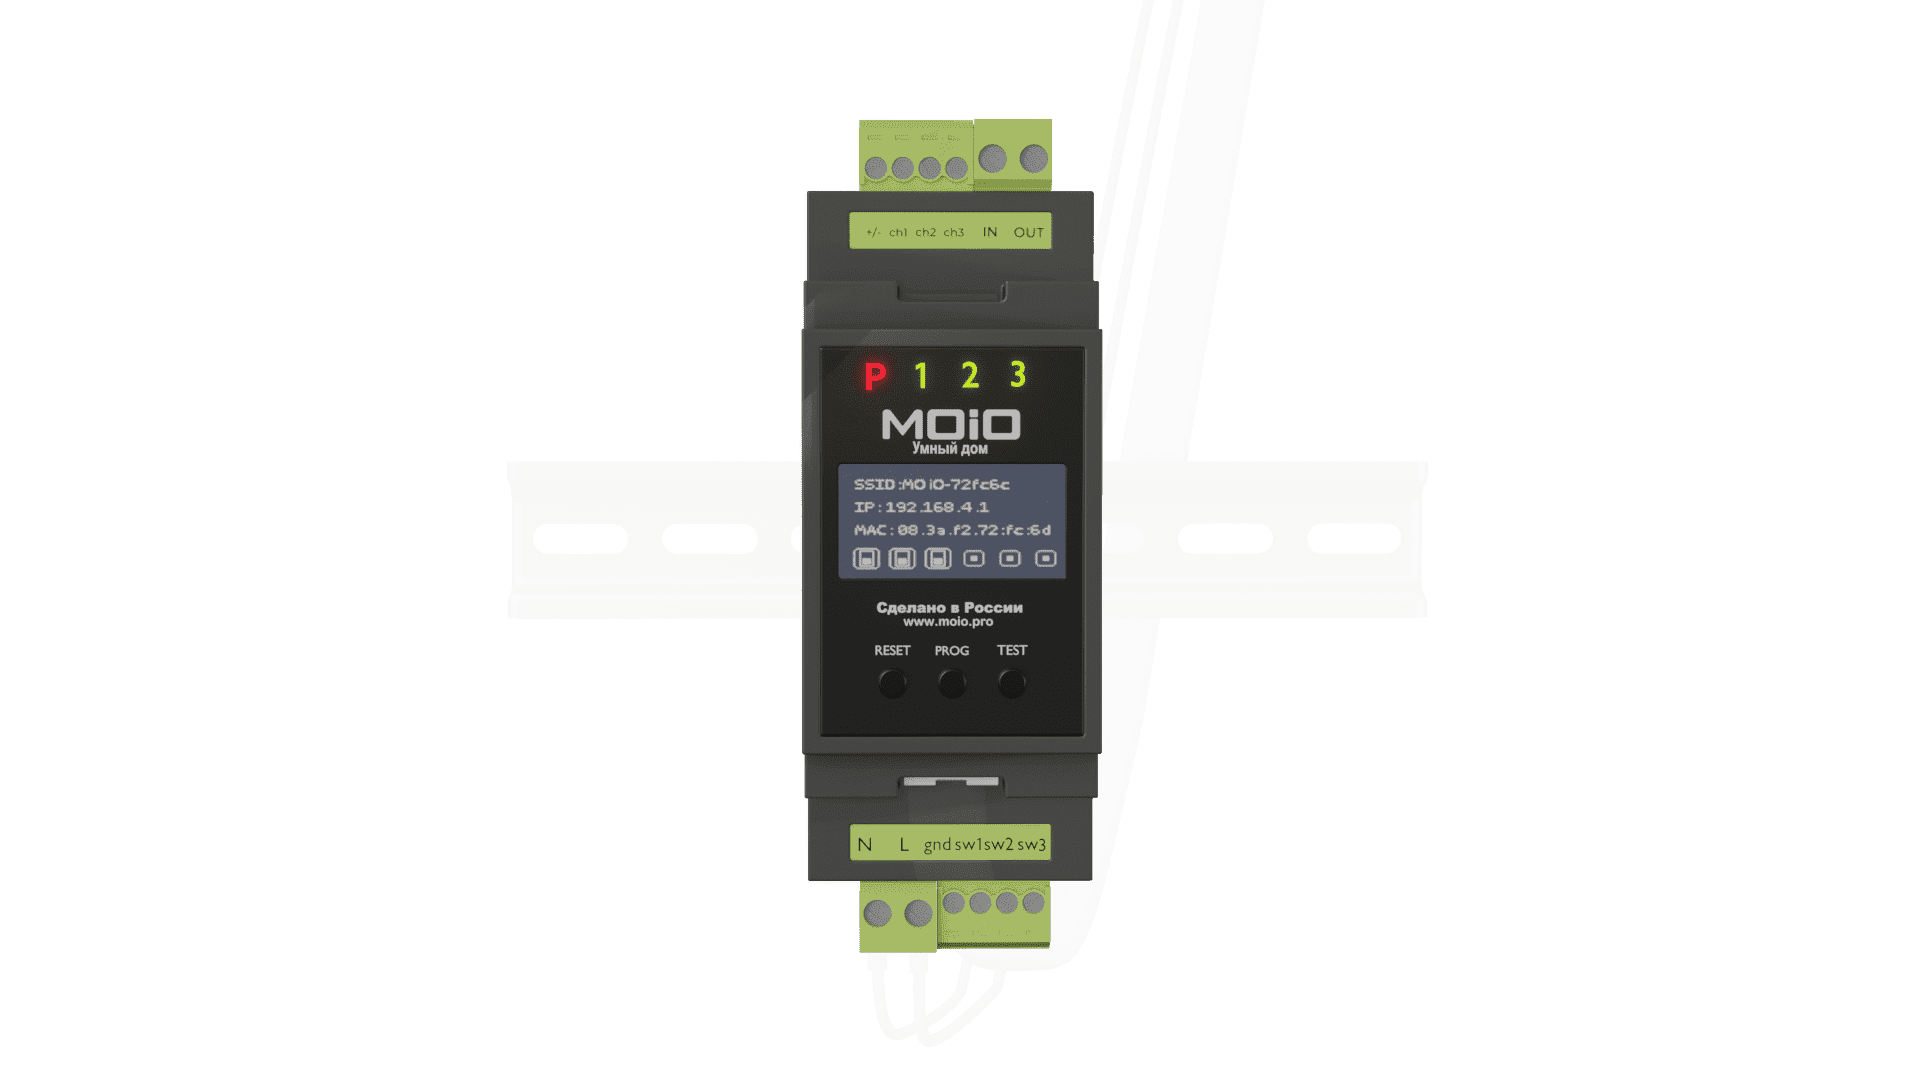 +/- ch1 ch2 ch3 IN OUT
P 1 2 3
MOiO
Умный дом
SSID:MOiO-72fc6c
IP:192.168.4.1
MAC:08.3a.f2.72:fc:6d
Сделано в России
www.moio.pro
RESET PROG TEST
N L gnd sw1 sw2 sw3